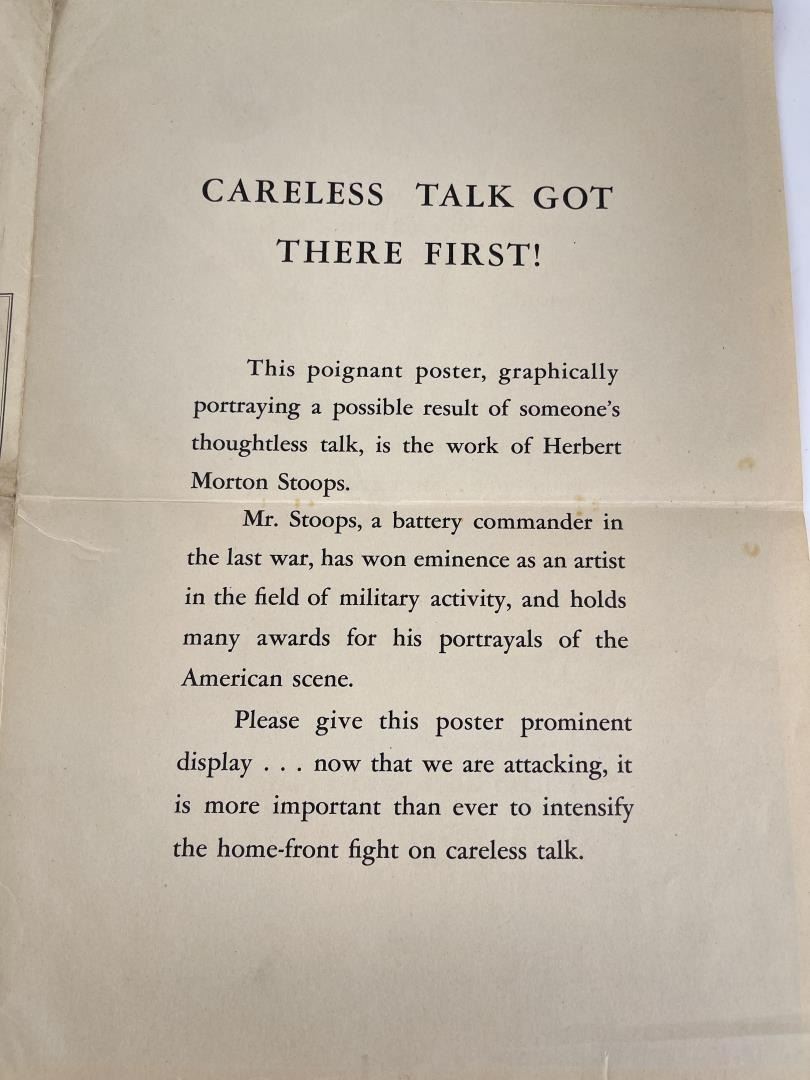 CARELESS TALK GOT
THERE FIRST!
This poignant poster, graphically
portraying a possible result of someone's
thoughtless talk, is the work of Herbert
Morton Stoops.
Mr. Stoops, a battery commander in
the last war, has won eminence as an artist
in the field of military activity, and holds
many awards for his portrayals of the
American scene.
Please give this poster prominent
display . . . now that we are attacking, it
is more important than ever to intensify
the home-front fight on careless talk.